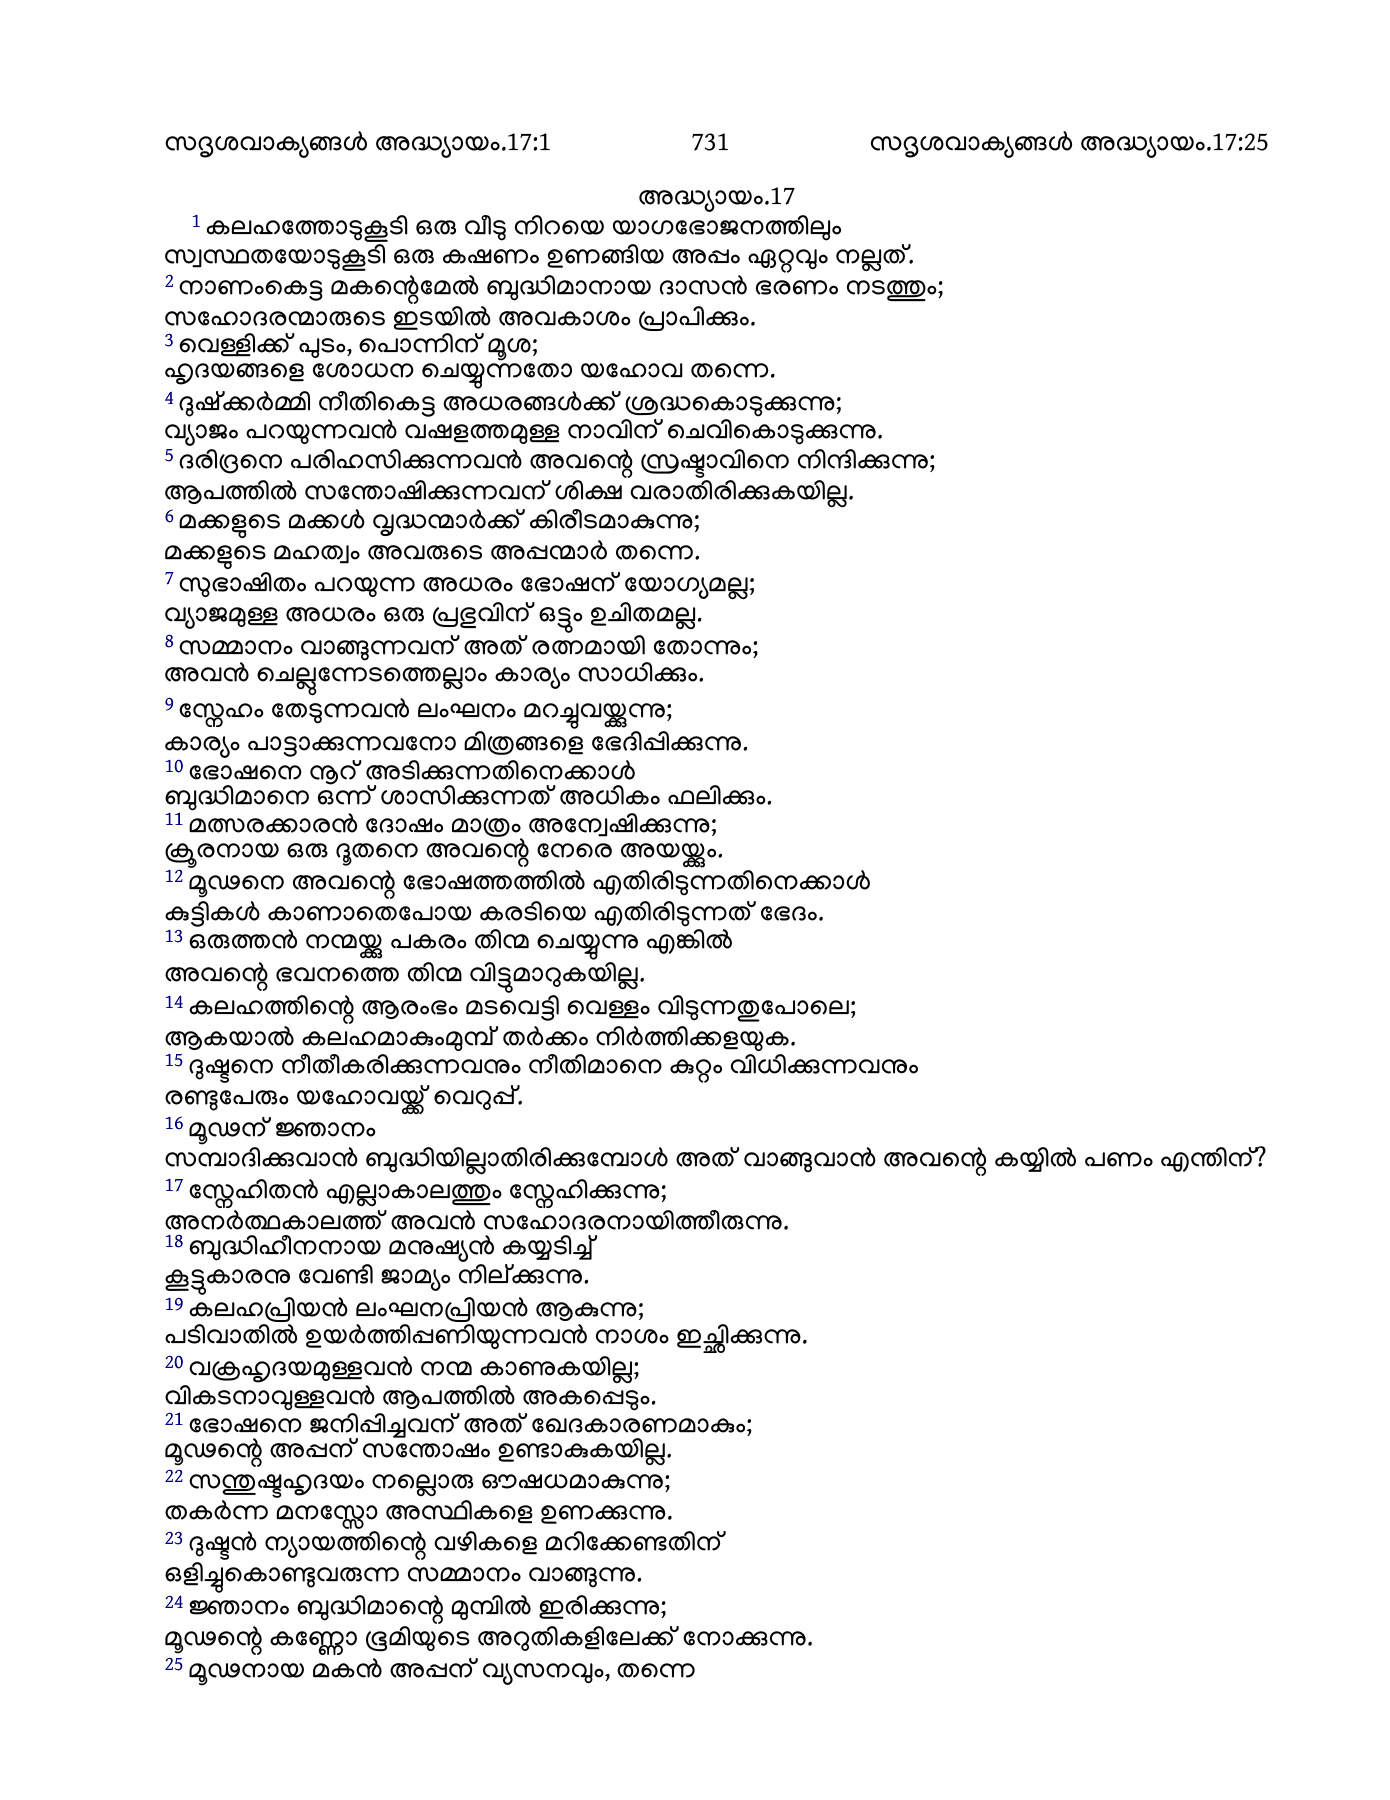 സദൃശവാക്യങ്ങൾ അദ്ധ്യായം.17:1 731 സദൃശവാക്യങ്ങൾ അദ്ധ്യായം.17:25
അദ്ധ്യായം.17
1 കലഹത്തോടുകൂടി ഒരു വീടു നിറയെ യാഗഭോജനത്തിലും
സ്വസ്ഥതയോടുകൂടി ഒരു കഷണം ഉണങ്ങിയ അപ്പം ഏറ്റവും നല്ലത്.
2 നാണംകെട്ട മകന്റെമേൽ ബുദ്ധിമാനായ ദാസൻ ഭരണം നടത്തും;
സഹോദരന്മാരുടെ ഇടയിൽ അവകാശം പ്രാപിക്കും.
3 വെള്ളിക്ക് പുടം, പൊന്നിന് മൂശ;
ഹൃദയങ്ങളെ ശോധന ചെയ്യുന്നതോ യഹോവ തന്നെ.
4 ദുഷ്ക്കർമ്മി നീതികെട്ട അധരങ്ങൾക്ക് ശ്രദ്ധകൊടുക്കുന്നു;
വ്യാജം പറയുന്നവൻ വഷളത്തമുള്ള നാവിന് ചെവികൊടുക്കുന്നു.
5 ദരിദ്രനെ പരിഹസിക്കുന്നവൻ അവന്റെ സ്രഷ്ടാവിനെ നിന്ദിക്കുന്നു;
ആപത്തിൽ സന്തോഷിക്കുന്നവന് ശിക്ഷ വരാതിരിക്കുകയില്ല.
6 മക്കളുടെ മക്കൾ വൃദ്ധന്മാർക്ക് കിരീടമാകുന്നു;
മക്കളുടെ മഹത്വം അവരുടെ അപ്പന്മാർ തന്നെ.
7 സുഭാഷിതം പറയുന്ന അധരം ഭോഷന് യോഗ്യമല്ല;
വ്യാജമുള്ള അധരം ഒരു പ്രഭുവിന് ഒട്ടും ഉചിതമല്ല.
8 സമ്മാനം വാങ്ങുന്നവന് അത് രത്നമായി തോന്നും;
അവൻ ചെല്ലുന്നേടത്തെല്ലാം കാര്യം സാധിക്കും.
9 സ്നേഹം തേടുന്നവൻ ലംഘനം മറച്ചുവയ്ക്കുന്നു;
കാര്യം പാട്ടാക്കുന്നവനോ മിത്രങ്ങളെ ഭേദിപ്പിക്കുന്നു.
10 ഭോഷനെ നൂറ് അടിക്കുന്നതിനെക്കാൾ
ബുദ്ധിമാനെ ഒന്ന് ശാസിക്കുന്നത് അധികം ഫലിക്കും.
11 മത്സരക്കാരൻ ദോഷം മാത്രം അന്വേഷിക്കുന്നു;
ക്രൂരനായ ഒരു ദൂതനെ അവന്റെ നേരെ അയയ്ക്കും.
12 മൂഢനെ അവന്റെ ഭോഷത്തത്തിൽ എതിരിടുന്നതിനെക്കാൾ
കുട്ടികൾ കാണാതെപോയ കരടിയെ എതിരിടുന്നത് ഭേദം.
13 ഒരുത്തൻ നന്മയ്ക്കു പകരം തിന്മ ചെയ്യുന്നു എങ്കിൽ
അവന്റെ ഭവനത്തെ തിന്മ വിട്ടുമാറുകയില്ല.
14 കലഹത്തിന്റെ ആരംഭം മടവെട്ടി വെള്ളം വിടുന്നതുപോലെ;
ആകയാൽ കലഹമാകുംമുമ്പ് തർക്കം നിർത്തിക്കളയുക.
15 ദുഷ്ടനെ നീതീകരിക്കുന്നവനും നീതിമാനെ കുറ്റം വിധിക്കുന്നവനും
രണ്ടുപേരും യഹോവയ്ക്ക് വെറുപ്പ്.
16 മൂഢന് ജ്ഞാനം
സമ്പാദിക്കുവാൻ ബുദ്ധിയില്ലാതിരിക്കുമ്പോൾ അത് വാങ്ങുവാൻ അവന്റെ കയ്യിൽ പണം എന്തിന്?
17 സ്നേഹിതൻ എല്ലാകാലത്തും സ്നേഹിക്കുന്നു;
അനർത്ഥകാലത്ത് അവൻ സഹോദരനായിത്തീരുന്നു.
18 ബുദ്ധിഹീനനായ മനുഷ്യൻ കയ്യടിച്ച്
കൂട്ടുകാരനു വേണ്ടി ജാമ്യം നില്ക്കുന്നു.
19 കലഹപ്രിയൻ ലംഘനപ്രിയൻ ആകുന്നു;
പടിവാതിൽ ഉയർത്തിപ്പണിയുന്നവൻ നാശം ഇച്ഛിക്കുന്നു.
20 വക്രഹൃദയമുള്ളവൻ നന്മ കാണുകയില്ല;
വികടനാവുള്ളവൻ ആപത്തിൽ അകപ്പെടും.
21 ഭോഷനെ ജനിപ്പിച്ചവന് അത് ഖേദകാരണമാകും;
മൂഢന്റെ അപ്പന് സന്തോഷം ഉണ്ടാകുകയില്ല.
22 സന്തുഷ്ടഹൃദയം നല്ലൊരു ഔഷധമാകുന്നു;
തകർന്ന മനസ്സോ അസ്ഥികളെ ഉണക്കുന്നു.
23 ദുഷ്ടൻ ന്യായത്തിന്റെ വഴികളെ മറിക്കേണ്ടതിന്
ഒളിച്ചുകൊണ്ടുവരുന്ന സമ്മാനം വാങ്ങുന്നു.
24 ജ്ഞാനം ബുദ്ധിമാന്റെ മുമ്പിൽ ഇരിക്കുന്നു;
മൂഢന്റെ കണ്ണോ ഭൂമിയുടെ അറുതികളിലേക്ക് നോക്കുന്നു.
25 മൂഢനായ മകൻ അപ്പന് വ്യസനവും, തന്നെ